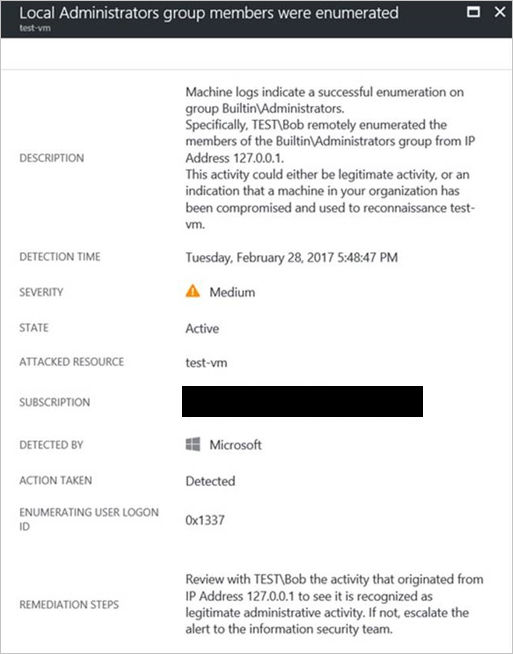 Local Administrators group members were enumerated
test-vm
DESCRIPTION
Machine logs indicate a successful enumeration on
group Builtin\Administrators.
Specifically, TEST\Bob remotely enumerated the
members of the Builtin\Administrators group from IP
Address 127.0.0.1.
This activity could either be legitimate activity, or an
indication that a machine in your organization has
been compromised and used to reconnaissance test-
vm.
DETECTION TIME
Tuesday, February 28, 2017 5:48:47 PM
SEVERITY
Medium
STATE
Active
ATTACKED RESOURCE
test-vm
SUBSCRIPTION
DETECTED BY
Microsoft
ACTION TAKEN
Detected
ENUMERATING USER LOGON
ID
0x1337
REMEDIATION STEPS
Review with TEST\Bob the activity that originated from
IP Address 127.0.0.1 to see it is recognized as
legitimate administrative activity. If not, escalate the
alert to the information security team.